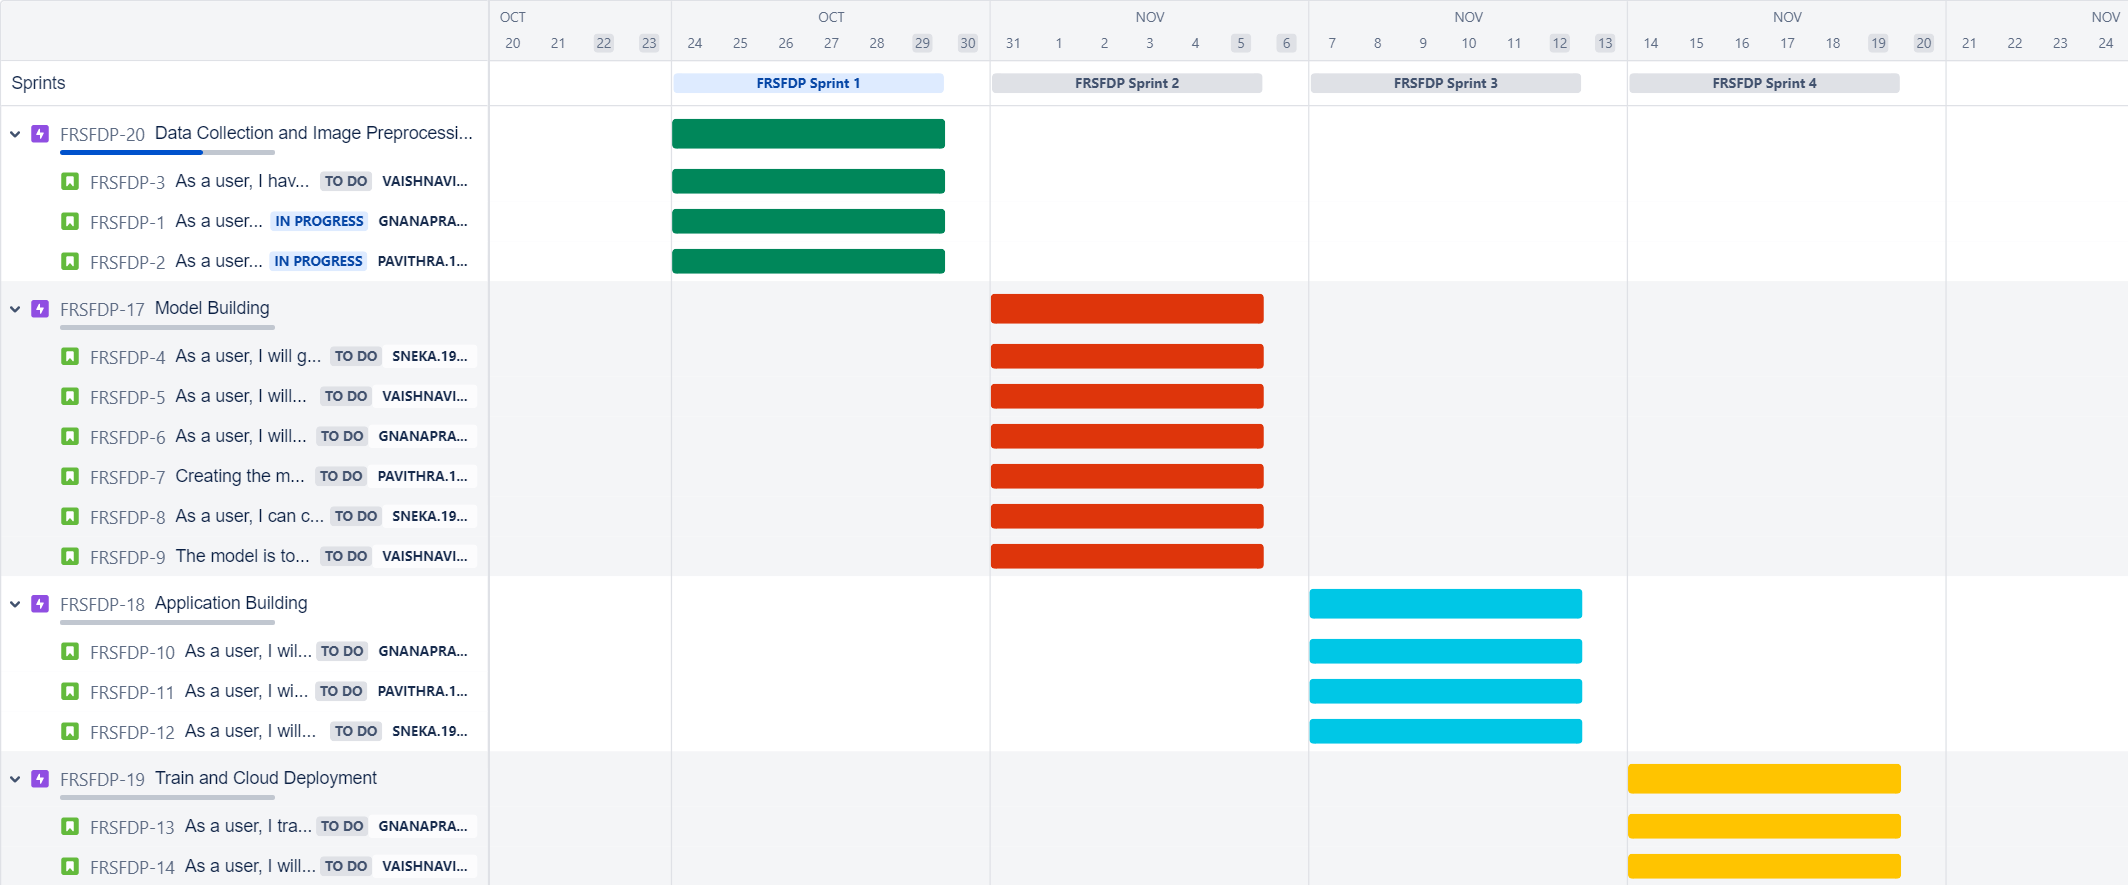 OCT OCT NOV NOV NOV NOV
20 21 22 23 24 25 26 27 28 29 30 31 1 2 3 4 5 6 7 8 9 10 11 12 13 14 15 16 17 18 19 20 21 22 23 24
Sprints FRSFDP Sprint 1 FRSFDP Sprint 2 FRSFDP Sprint 3 FRSFDP Sprint 4
FRSFDP-20 Data Collection and Image Preprocessi...
FRSFDP-3 As a user, I hav... TO DO VAISHNAVI...
FRSFDP-1 As a user... IN PROGRESS GNANAPRA...
FRSFDP-2 As a user... IN PROGRESS PAVITHRA.1...
FRSFDP-17 Model Building
FRSFDP-4 As a user, I will g... TO DO SNEKA.19...
FRSFDP-5 As a user, I will... TO DO VAISHNAVI...
FRSFDP-6 As a user, I will... TO DO GNANAPRA...
FRSFDP-7 Creating the m... TO DO PAVITHRA.1...
FRSFDP-8 As a user, I can c... TO DO SNEKA.19...
FRSFDP-9 The model is to... TO DO VAISHNAVI...
FRSFDP-18 Application Building
FRSFDP-10 As a user, I wil... TO DO GNANAPRA...
FRSFDP-11 As a user, I wi... TO DO PAVITHRA.1...
FRSFDP-12 As a user, I will... TO DO SNEKA.19...
FRSFDP-19 Train and Cloud Deployment
FRSFDP-13 As a user, I tra... TO DO GNANAPRA...
FRSFDP-14 As a user, I will... TO DO VAISHNAVI...